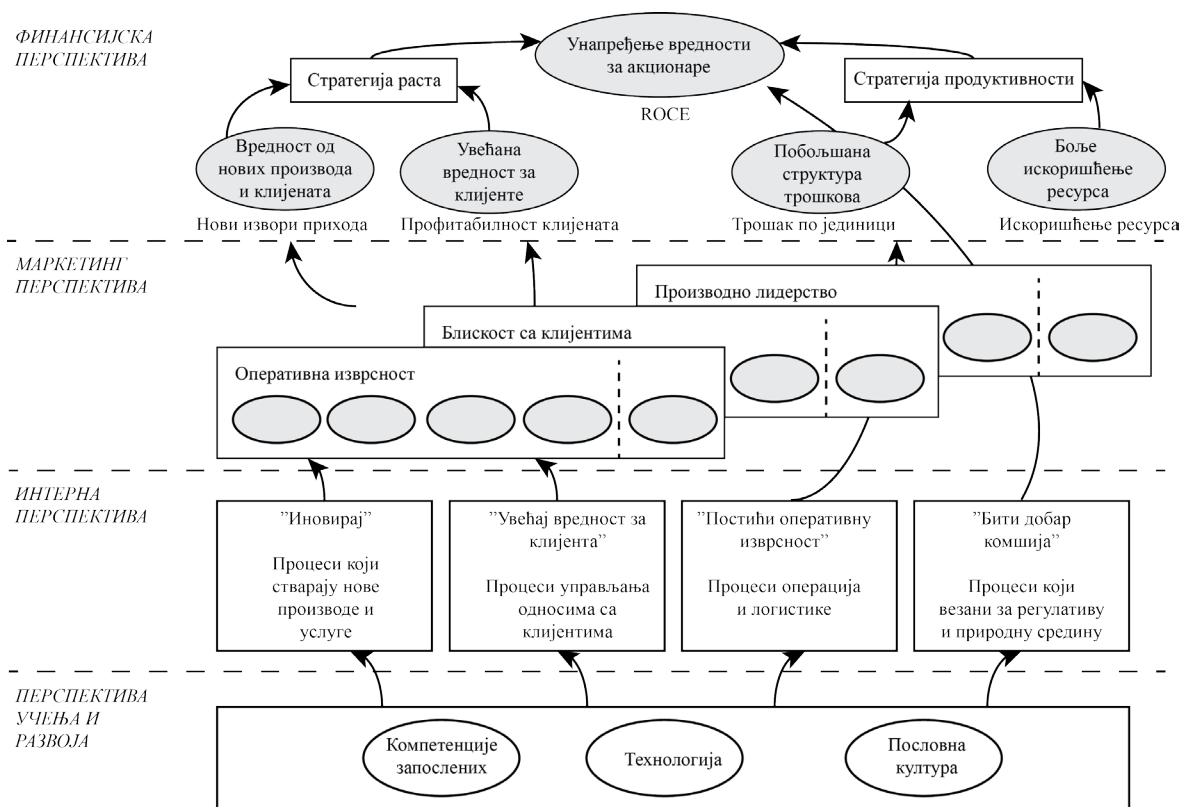 ФИНАНСИЈСКА
ПЕРСПЕКТИВА
Унапређење вредности
за акционаре
Стратегија раста
Стратегија продуктивности
ROCE
Вредност од
нових производа
и клијената
Увећана
вредност за
клијенте
Побољшана
структура
трошкова
Боље
искоришћење
ресурса
Нови извори прихода
Профитабилност клијената
Трошак по јединици
Искоришћење ресурса
МАРКЕТИНГ
ПЕРСПЕКТИВА
Производно лидерство
Блискост са клијентима
Оперативна изврсност
ИНТЕРНА
ПЕРСПЕКТИВА
”Иновирај”
Процеси који
стварају нове
производе и
услуге
”Увећај вредност за
клијента”
Процеси управљања
односима са
клијентима
”Постићи оперативну
изврсност”
Процеси операција
и логистике
”Бити добар
комшија”
Процеси који
везани за регулативу
и природну средину
ПЕРСПЕКТИВА
УЧЕЊА И
РАЗВОЈА
Компетенције
запослених
Технологија
Пословна
култура